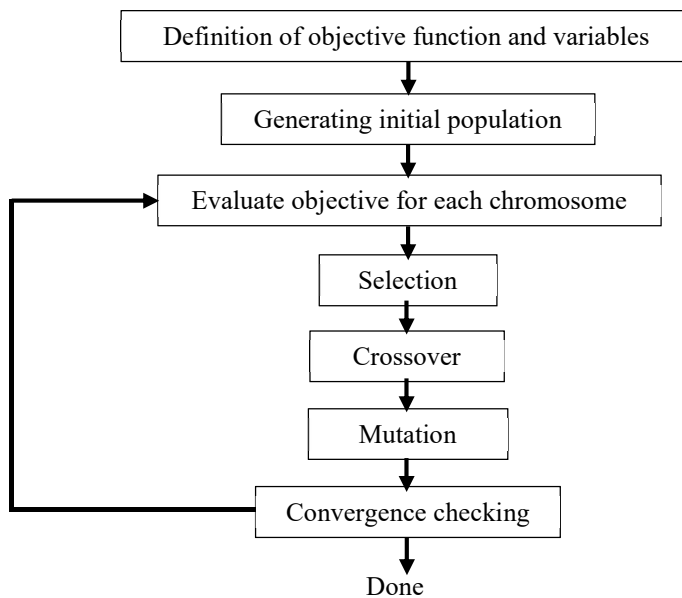 Definition of objective function and variables
Generating initial population
Evaluate objective for each chromosome
Selection
Crossover
Mutation
Convergence checking
Done